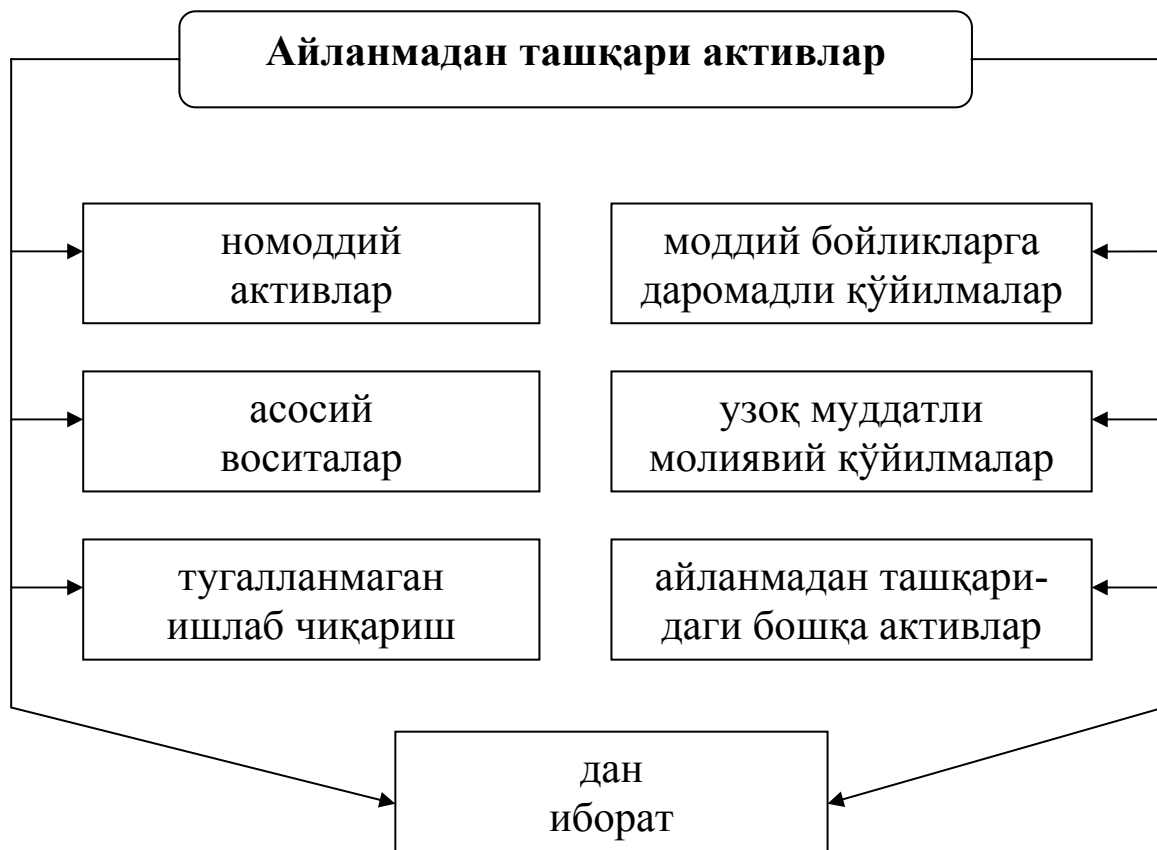 Айланмадан ташқари активлар
номоддий
активлар
моддий бойликларга
даромадли қўйилмалар
асосий
воситалар
узоқ муддатли
молиявий қўйилмалар
тугалланмаган
ишлаб чиқариш
айланмадан ташқари-
даги бошқа активлар
дан
иборат